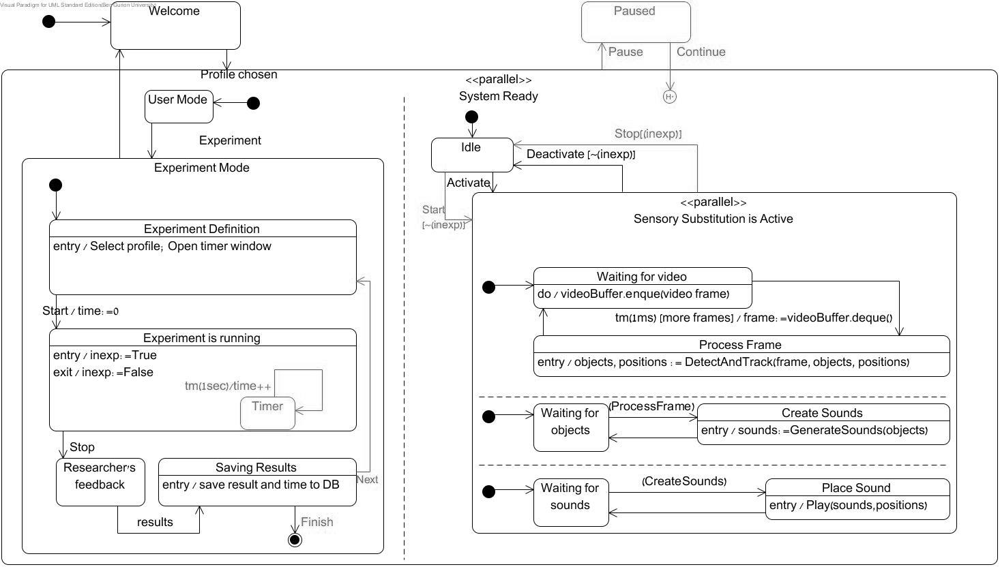 Visual Paradigm for UML Standard Edition(Ben Gurion University)
Welcome
Paused
Pause
Continue
Profile chosen
<<parallel>>
System Ready
H*
User Mode
Experiment
Experiment Mode
Experiment Definition
entry / Select profile; Open timer window
Start / time:=0
Experiment is running
entry / inexp:=True
exit / inexp:=False
tm(1sec)/time++
Timer
Stop
Researcher's
feedback
Saving Results
entry / save result and time to DB
Next
results
Finish
Idle
Stop[(inexp)]
Deactivate [~(inexp)]
Activate
Start
[~(inexp)]
<<parallel>>
Sensory Substitution is Active
Waiting for video
do / videoBuffer.enque(video frame)
tm(1ms) [more frames] / frame:=videoBuffer.deque()
Process Frame
entry / objects, positions := DetectAndTrack(frame, objects, positions)
Waiting for
objects
(ProcessFrame)
Create Sounds
entry / sounds:=GenerateSounds(objects)
Waiting for
sounds
(CreateSounds)
Place Sound
entry / Play(sounds,positions)